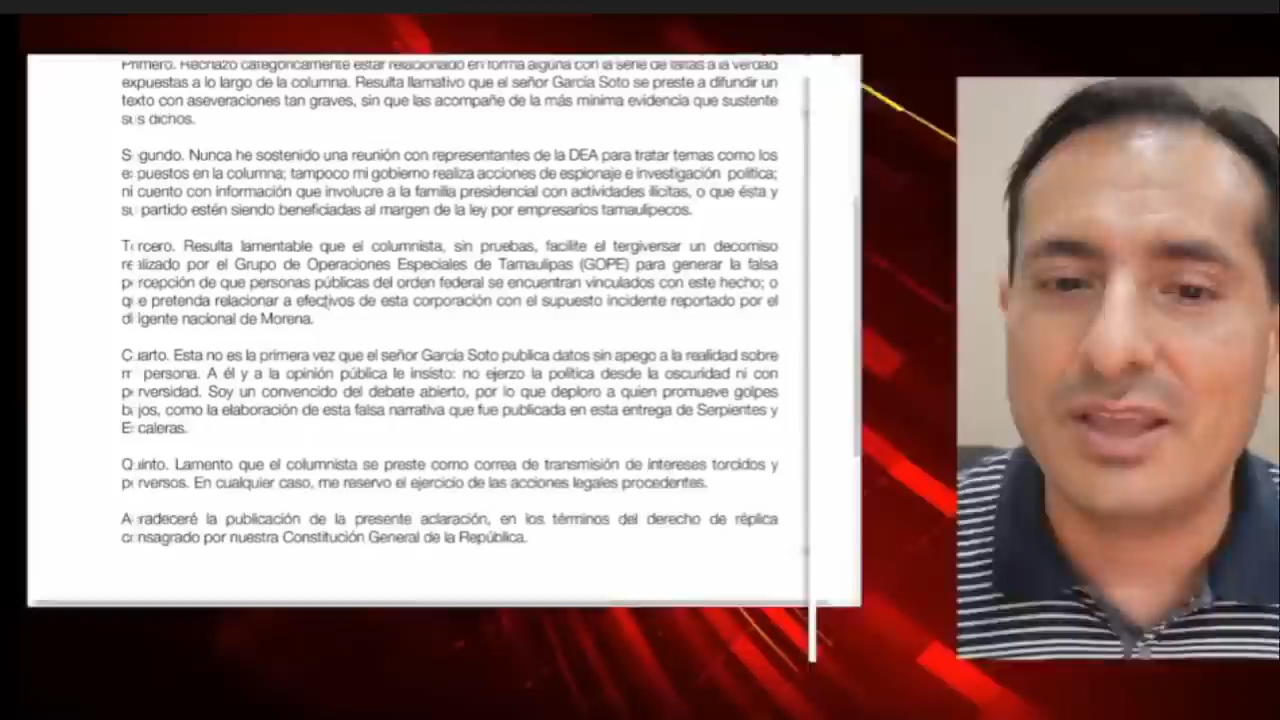 Primero. Rechazo categóricamente estar relacionado en forma alguna con la serie de faltas a la verdad
expuestas a lo largo de la columna. Resulta llamativo que el señor García Soto se preste a difundir un
texto con aseveraciones tan graves, sin que las acompañe de la más mínima evidencia que sustente
sus dichos.
Segundo. Nunca he sostenido una reunión con representantes de la DEA para tratar temas como los
expuestos en la columna; tampoco mi gobierno realiza acciones de espionaje e investigación política;
ni cuento con información que involucre a la familia presidencial con actividades ilícitas, o que ésta y
su partido estén siendo beneficiadas al margen de la ley por empresarios tamaulipecos.
Tercero. Resulta lamentable que el columnista, sin pruebas, facilite el tergiversar un decomiso
realizado por el Grupo de Operaciones Especiales de Tamaulipas (GOPE) para generar la falsa
percepción de que personas públicas del orden federal se encuentran vinculados con este hecho; o
que pretenda relacionar a efectivos de esta corporación con el supuesto incidente reportado por el
dirigente nacional de Morena.
Cuarto. Esta no es la primera vez que el señor García Soto publica datos sin apego a la realidad sobre
mi persona. A él y a la opinión pública le insisto: no ejerzo la política desde la oscuridad ni con
perversidad. Soy un convencido del debate abierto, por lo que deploro a quien promueve golpes
bajos, como la elaboración de esta falsa narrativa que fue publicada en esta entrega de Serpientes y
Escaleras.
Quinto. Lamento que el columnista se preste como correa de transmisión de intereses torcidos y
perversos. En cualquier caso, me reservo el ejercicio de las acciones legales procedentes.
Agradeceré la publicación de la presente aclaración, en los términos del derecho de réplica
consagrado por nuestra Constitución General de la República.